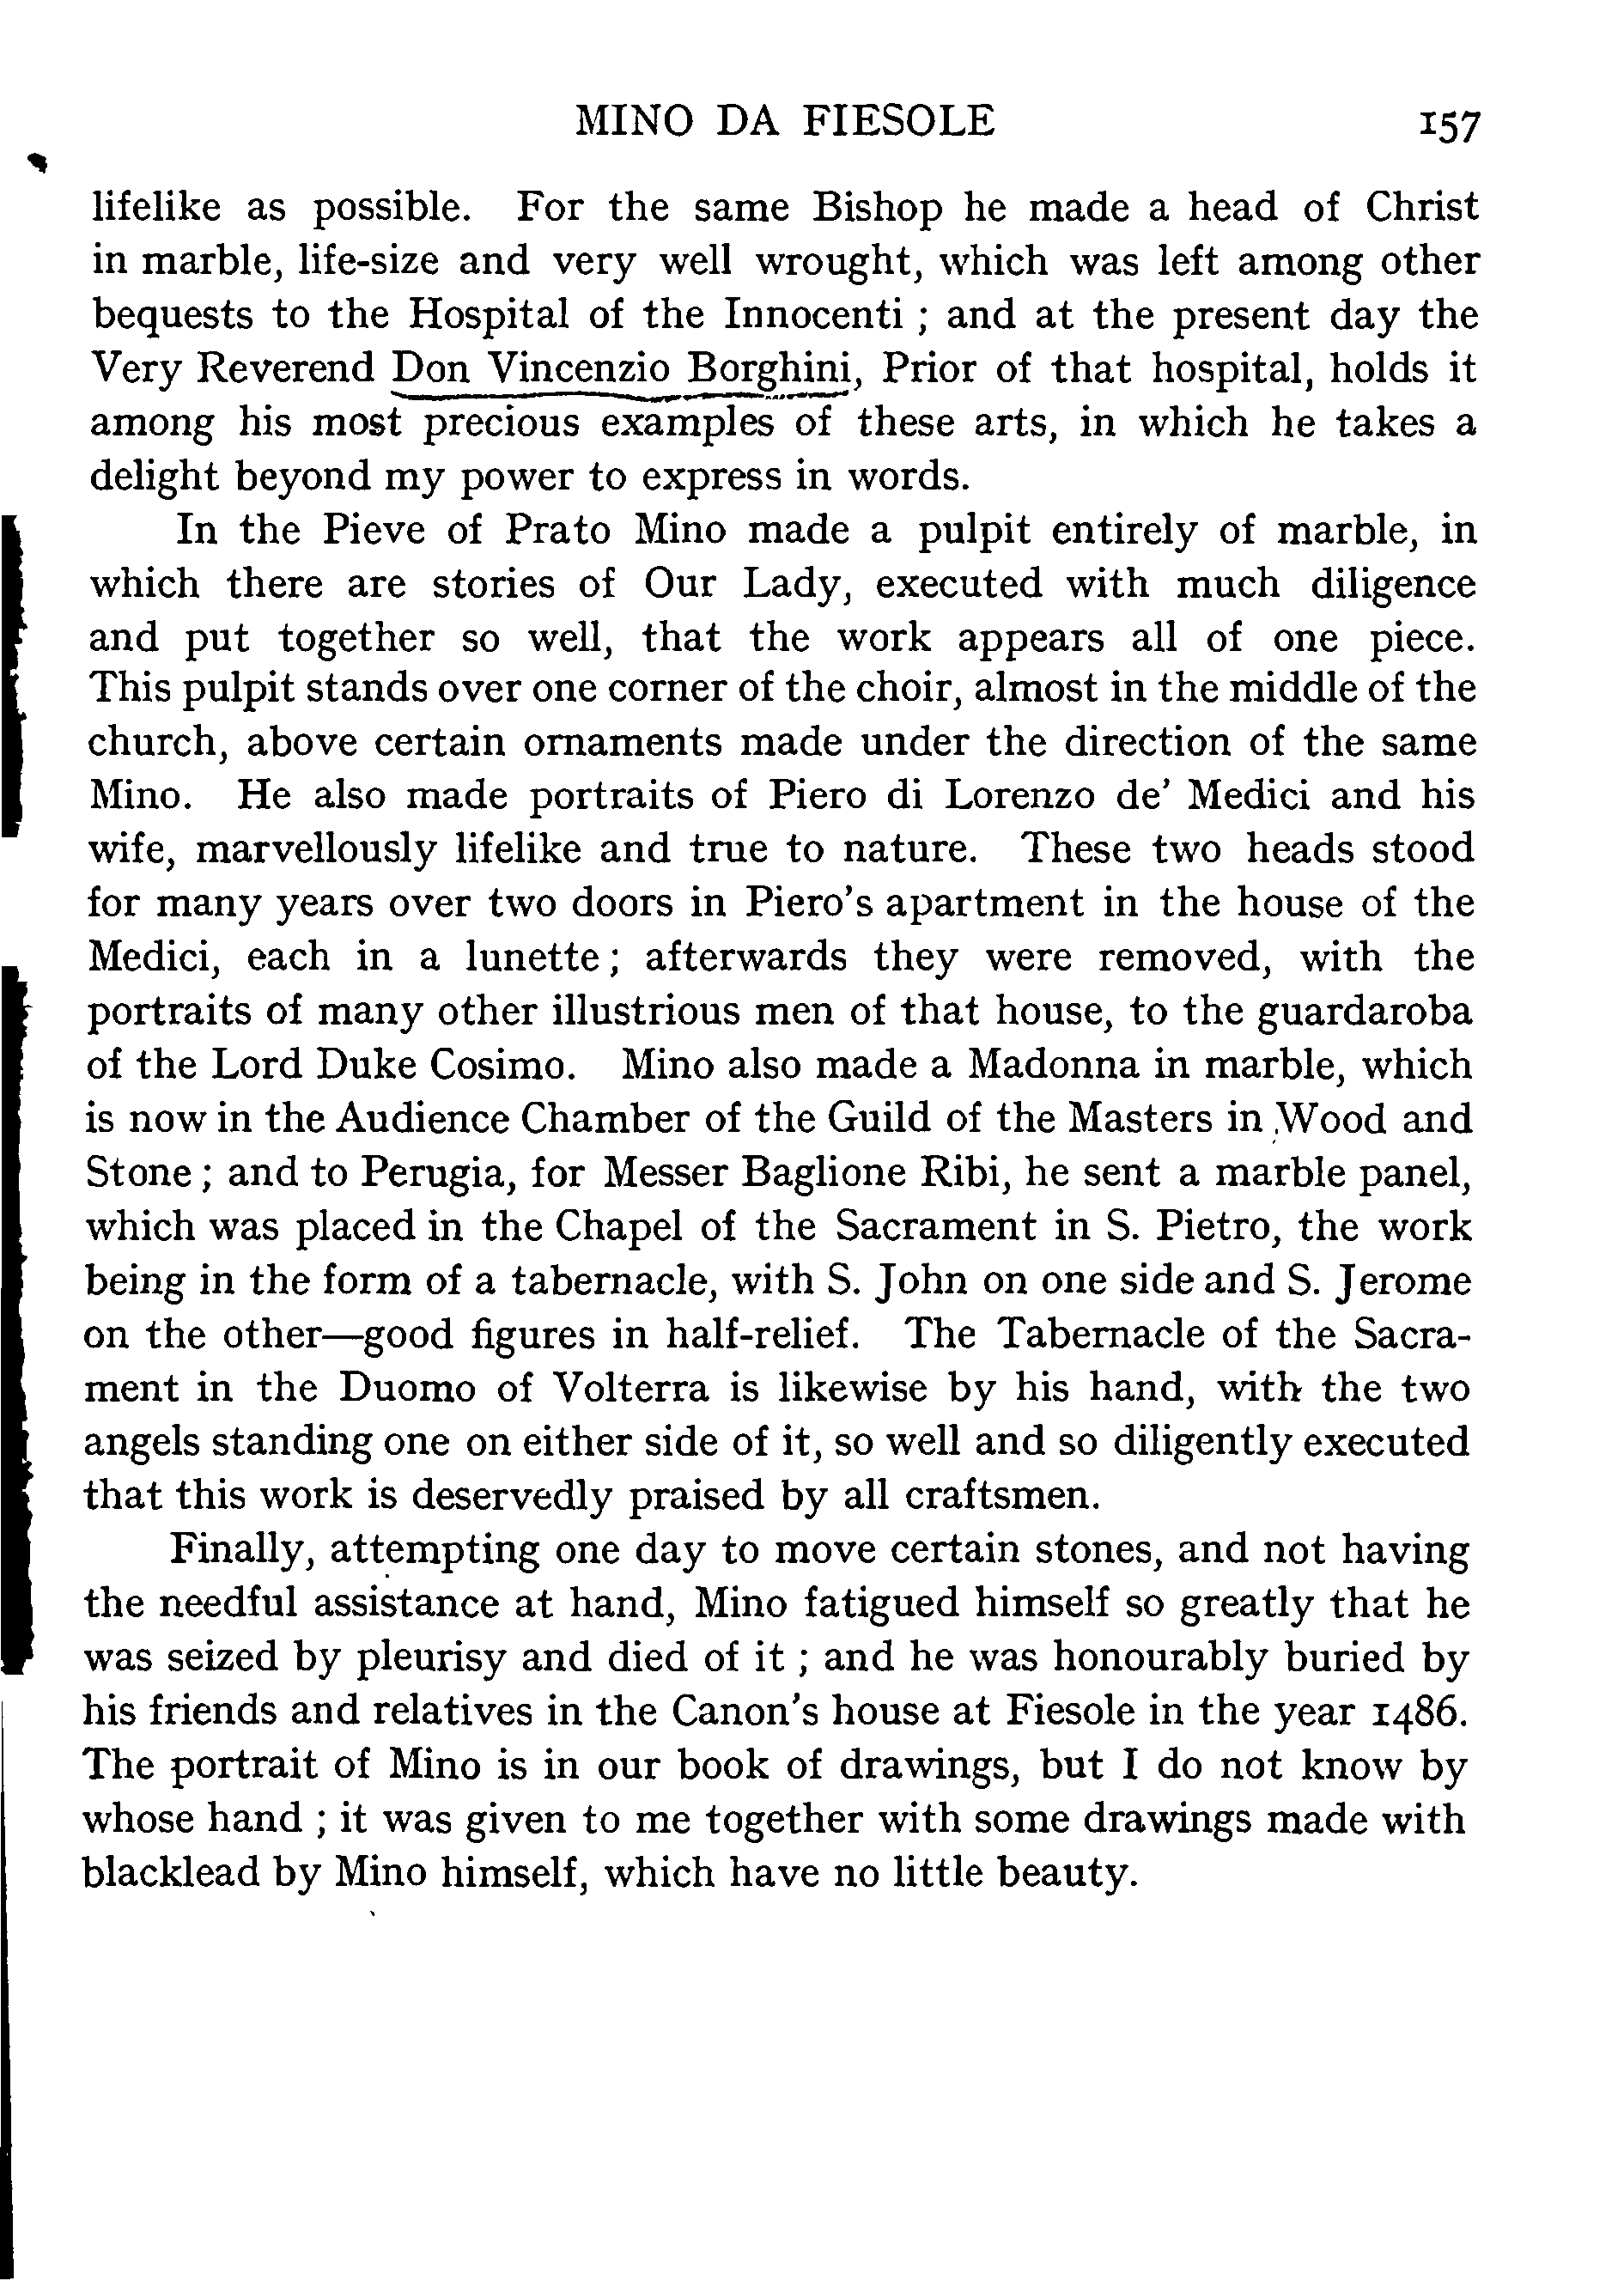 MINO DA FIESOLE 157
lifelike as possible. For the same Bishop he made a head of Christ
in marble, life-size and very well wrought, which was left among other
bequests to the Hospital of the Innocenti ; and at the present day the
Very Reverend Don Vincenzio Borghini, Prior of that hospital, holds it
among his most precious examples of these arts, in which he takes a
delight beyond my power to express in words.
In the Pieve of Prato Mino made a pulpit entirely of marble, in
which there are stories of Our Lady, executed with much diligence
and put together so well, that the work appears all of one piece.
This pulpit stands over one corner of the choir, almost in the middle of the
church, above certain ornaments made under the direction of the same
Mino. He also made portraits of Piero di Lorenzo de' Medici and his
wife, marvellously lifelike and true to nature. These two heads stood
for many years over two doors in Piero's apartment in the house of the
Medici, each in a lunette ; afterwards they were removed, with the
portraits of many other illustrious men of that house, to the guardaroba
of the Lord Duke Cosimo. Mino also made a Madonna in marble, which
is now in the Audience Chamber of the Guild of the Masters in Wood and
Stone ; and to Perugia, for Messer Baglione Ribi, he sent a marble panel,
which was placed in the Chapel of the Sacrament in S. Pietro, the work
being in the form of a tabernacle, with S. John on one side and S. Jerome
on the other—good figures in half-relief. The Tabernacle of the Sacra-
ment in the Duomo of Volterra is likewise by his hand, with the two
angels standing one on either side of it, so well and so diligently executed
that this work is deservedly praised by all craftsmen.
Finally, attempting one day to move certain stones, and not having
the needful assistance at hand, Mino fatigued himself so greatly that he
was seized by pleurisy and died of it ; and he was honourably buried by
his friends and relatives in the Canon's house at Fiesole in the year 1486.
The portrait of Mino is in our book of drawings, but I do not know by
whose hand ; it was given to me together with some drawings made with
blacklead by Mino himself, which have no little beauty.